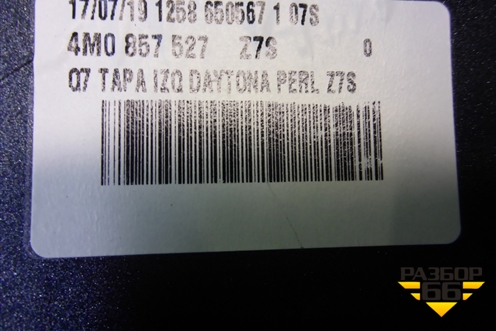 17/07/19 1258 650567 1 07S
4M0 857 527 Z7S 0
Q7 TAPA IZQ DAYTONA PERL Z7S
РАЗБОР
66